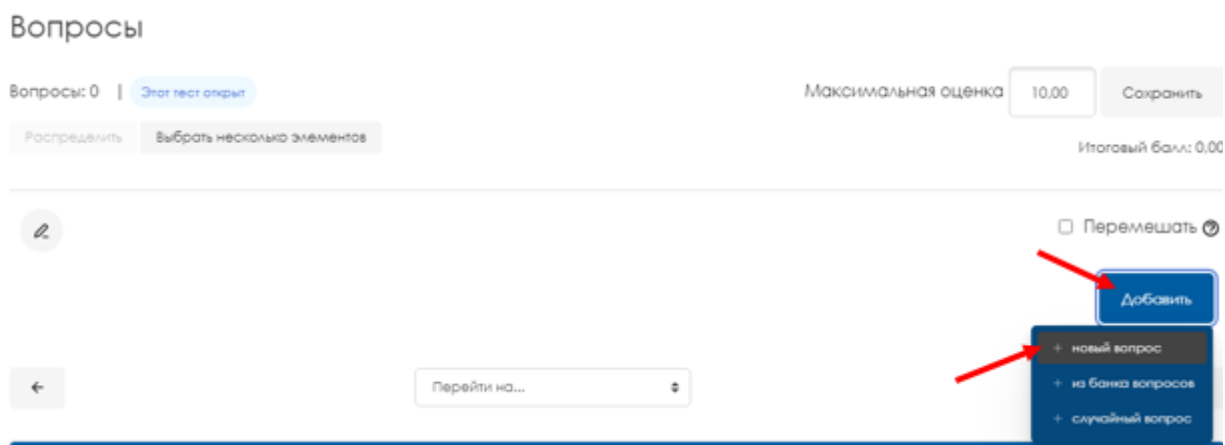 Вопросы
Вопросы: 0 | Этот тест открыт
Максимальная оценка 10,00 Сохранить
Распределить Выбрать несколько элементов
Итоговый балл: 0,00
Перемешать
Добавить
+ новый вопрос
Перейти на...
+ из банка вопросов
+ случайный вопрос